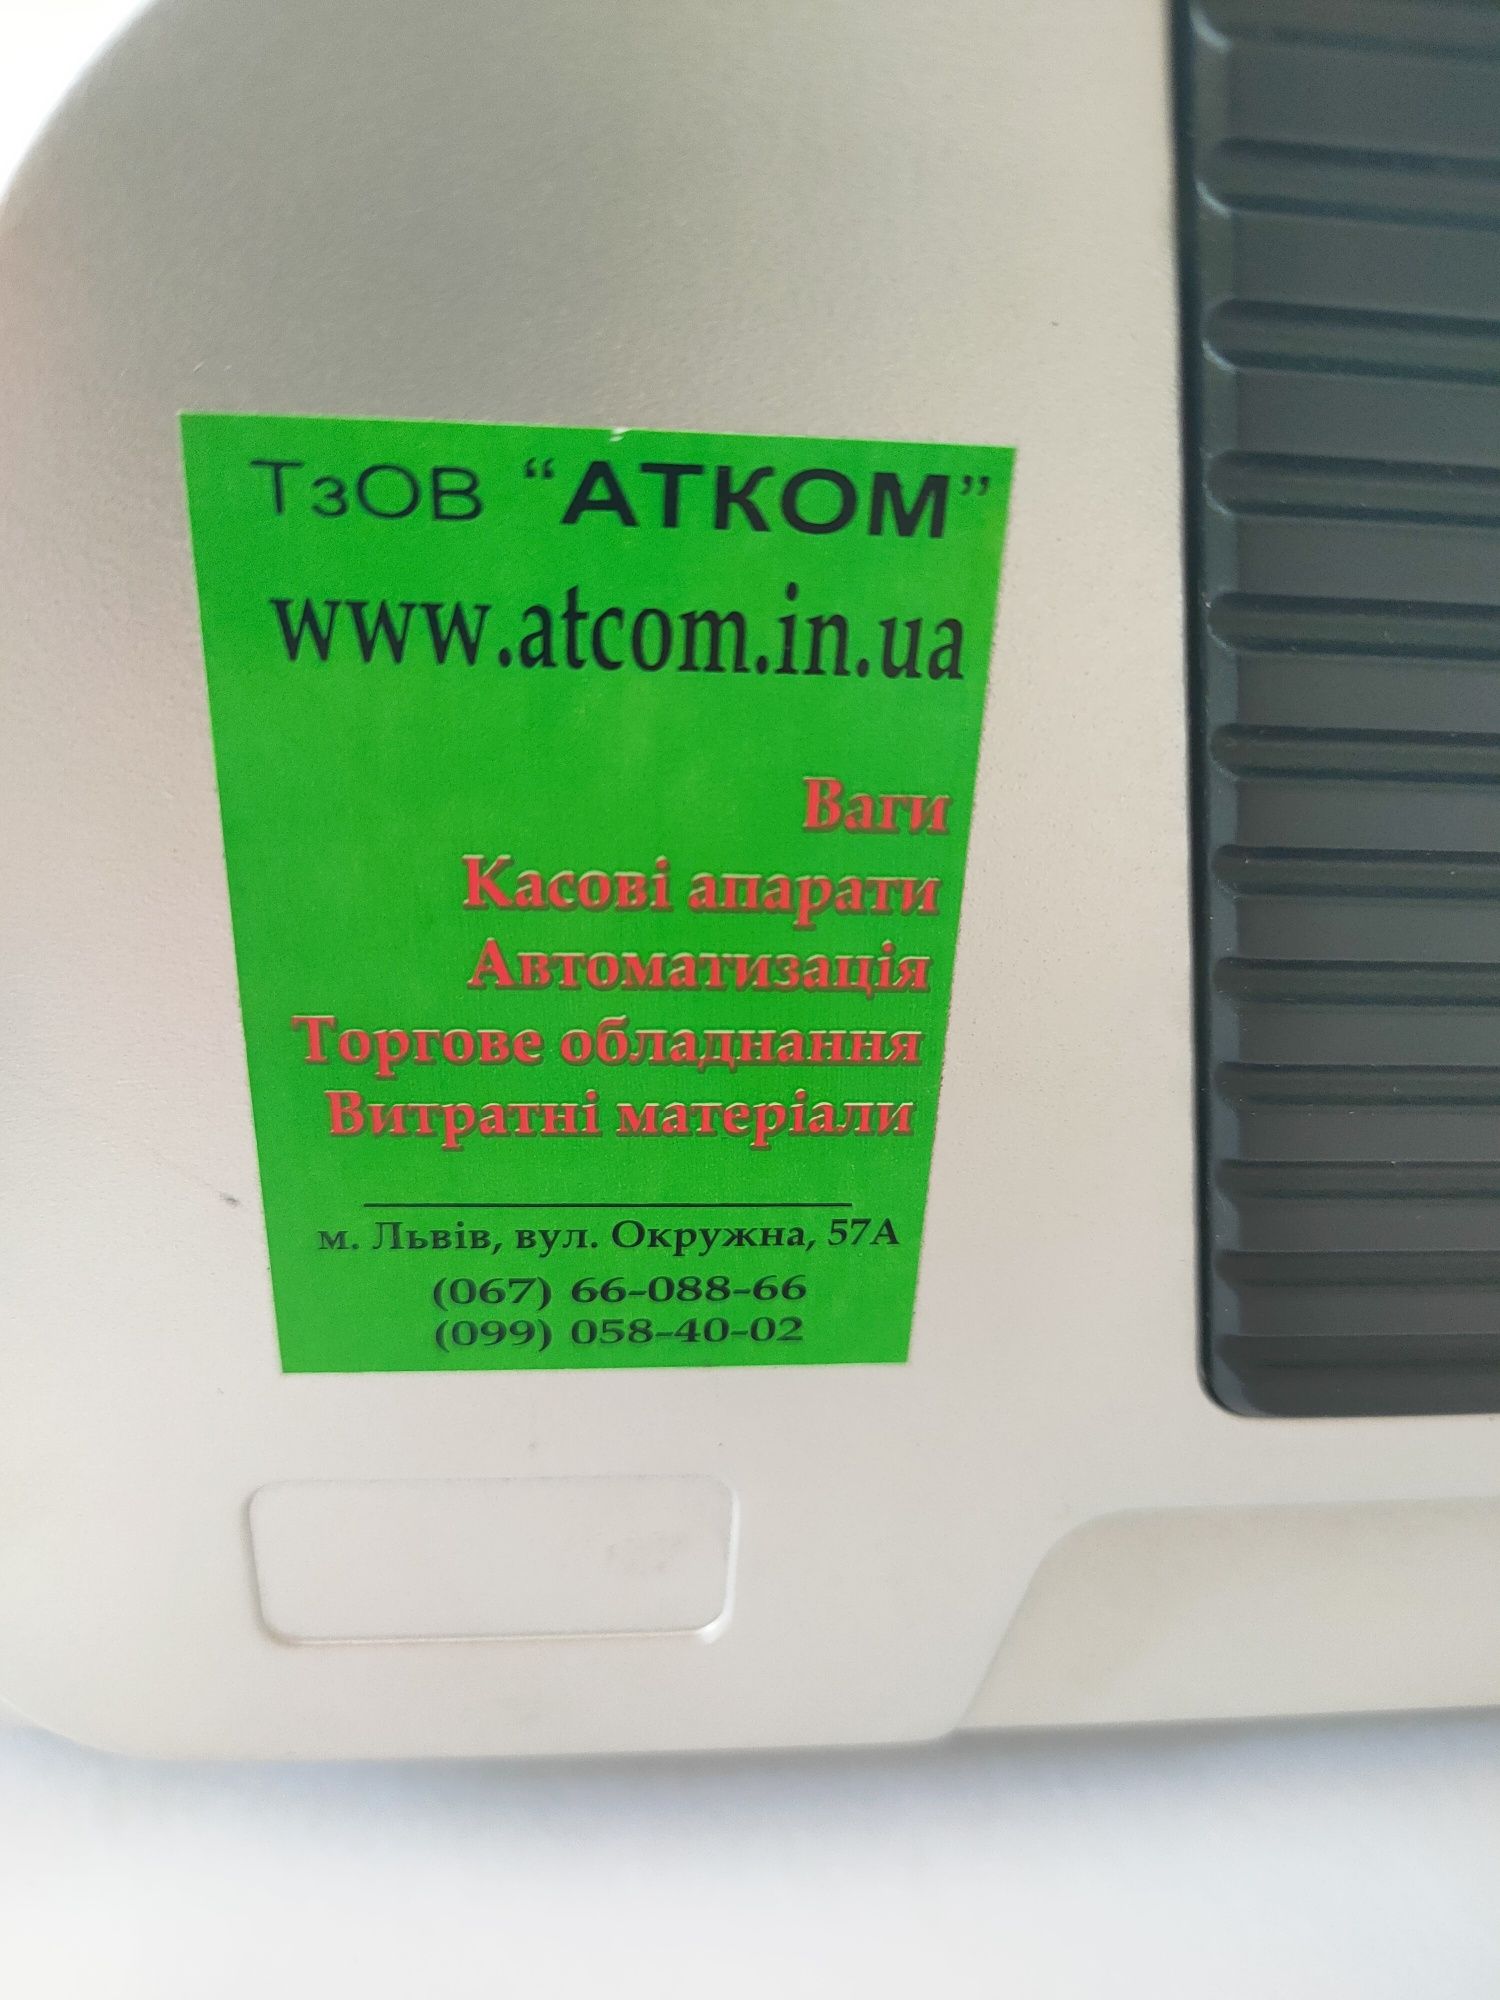 ТзОВ “АТКОМ”
www.atcom.in.ua
Ваги
Касові апарати
Автоматизація
Торгове обладнання
Витратні матеріали
м. Львів, вул. Окружна, 57А
(067) 66-088-66
(099) 058-40-02